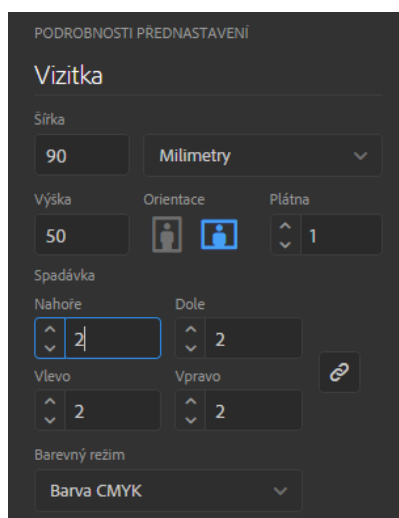 PODROBNOSTI PŘEDNASTAVENÍ
Vizitka
Šířka
90 Milimetry
Výška Orientace Plátna
50 1
Spadávka
Nahoře Dole
2 2
Vlevo Vpravo
2 2
Barevný režim
Barva CMYK